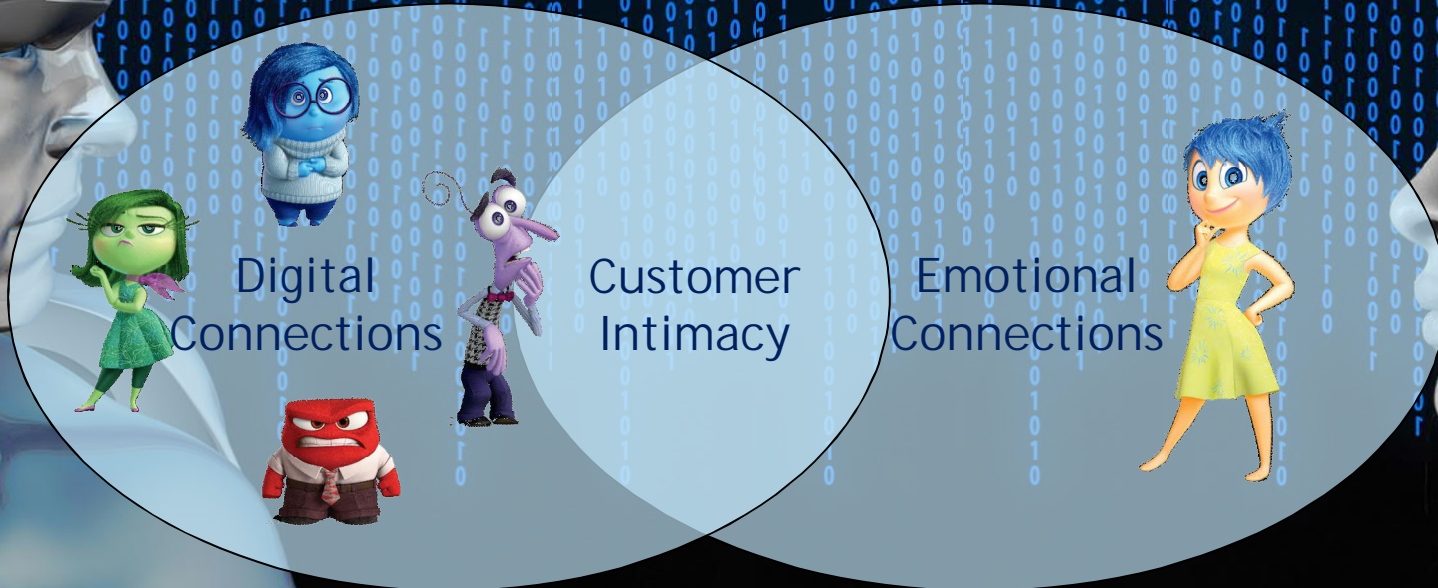 Digital
Connections
Customer
Intimacy
Emotional
Connections